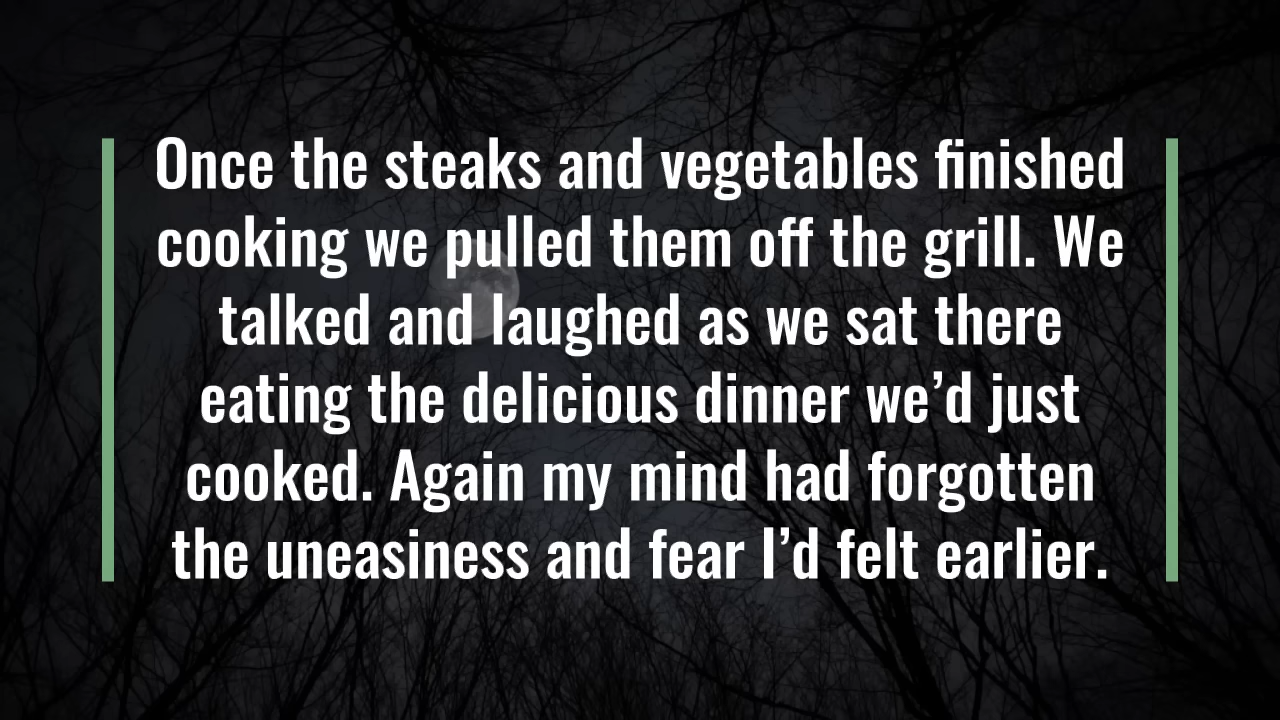 Once the steaks and vegetables finished
cooking we pulled them off the grill. We
talked and laughed as we sat there
eating the delicious dinner we’d just
cooked. Again my mind had forgotten
the uneasiness and fear I’d felt earlier.